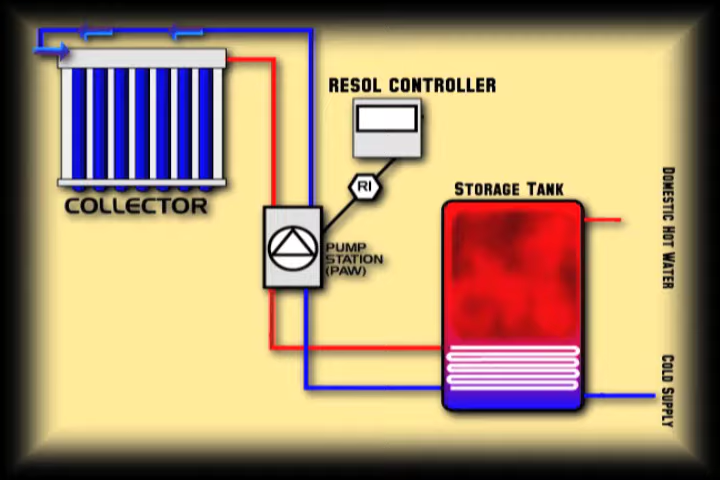 RESOL CONTROLLER
RI
STORAGE TANK
COLLECTOR
PUMP
STATION
(PAW)
DOMESTIC HOT WATER
COLD SUPPLY